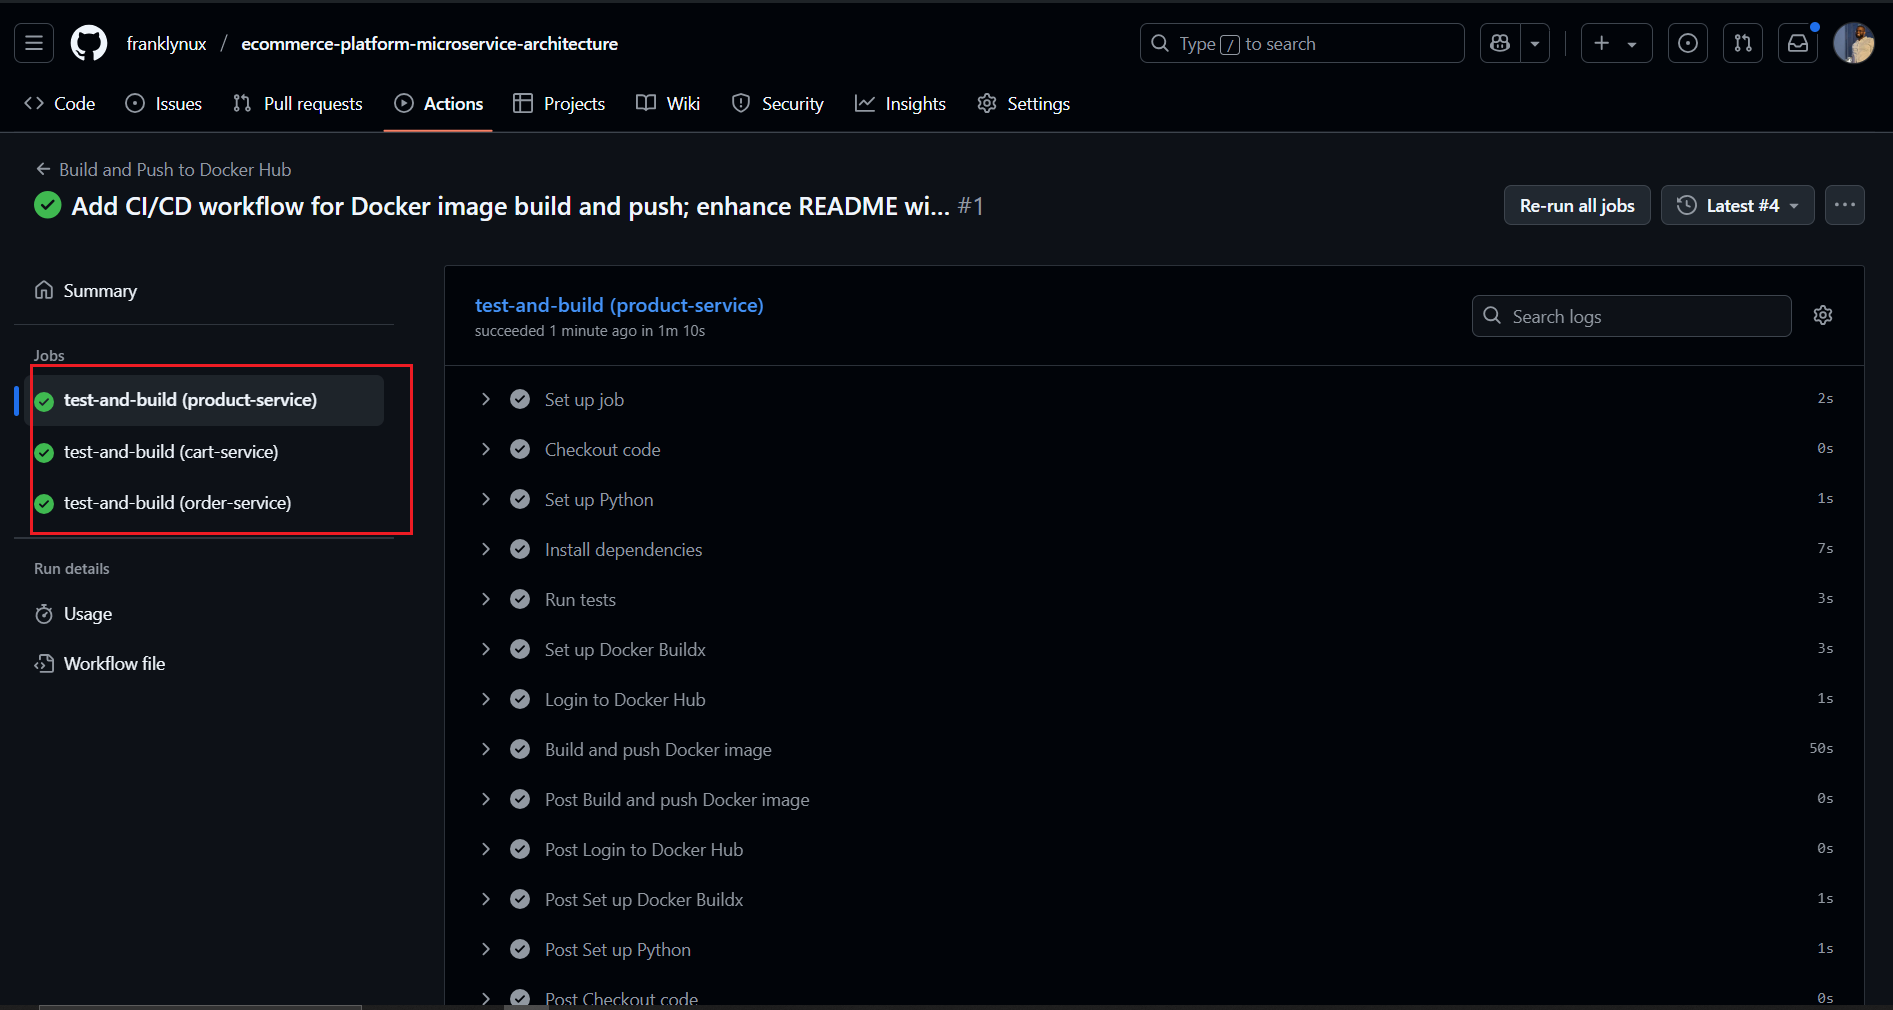 franklynux / ecommerce-platform-microservice-architecture
Type / to search
Code
Issues
Pull requests
Actions
Projects
Wiki
Security
Insights
Settings
Build and Push to Docker Hub
Add CI/CD workflow for Docker image build and push; enhance README wi... #1
Re-run all jobs
Latest #4
Summary
Jobs
test-and-build (product-service)
test-and-build (cart-service)
test-and-build (order-service)
Run details
Usage
Workflow file
test-and-build (product-service)
succeeded 1 minute ago in 1m 10s
Search logs
Set up job 2s
Checkout code 0s
Set up Python 1s
Install dependencies 7s
Run tests 3s
Set up Docker Buildx 3s
Login to Docker Hub 1s
Build and push Docker image 50s
Post Build and push Docker image 0s
Post Login to Docker Hub 0s
Post Set up Docker Buildx 1s
Post Set up Python 1s
Post Checkout code 0s